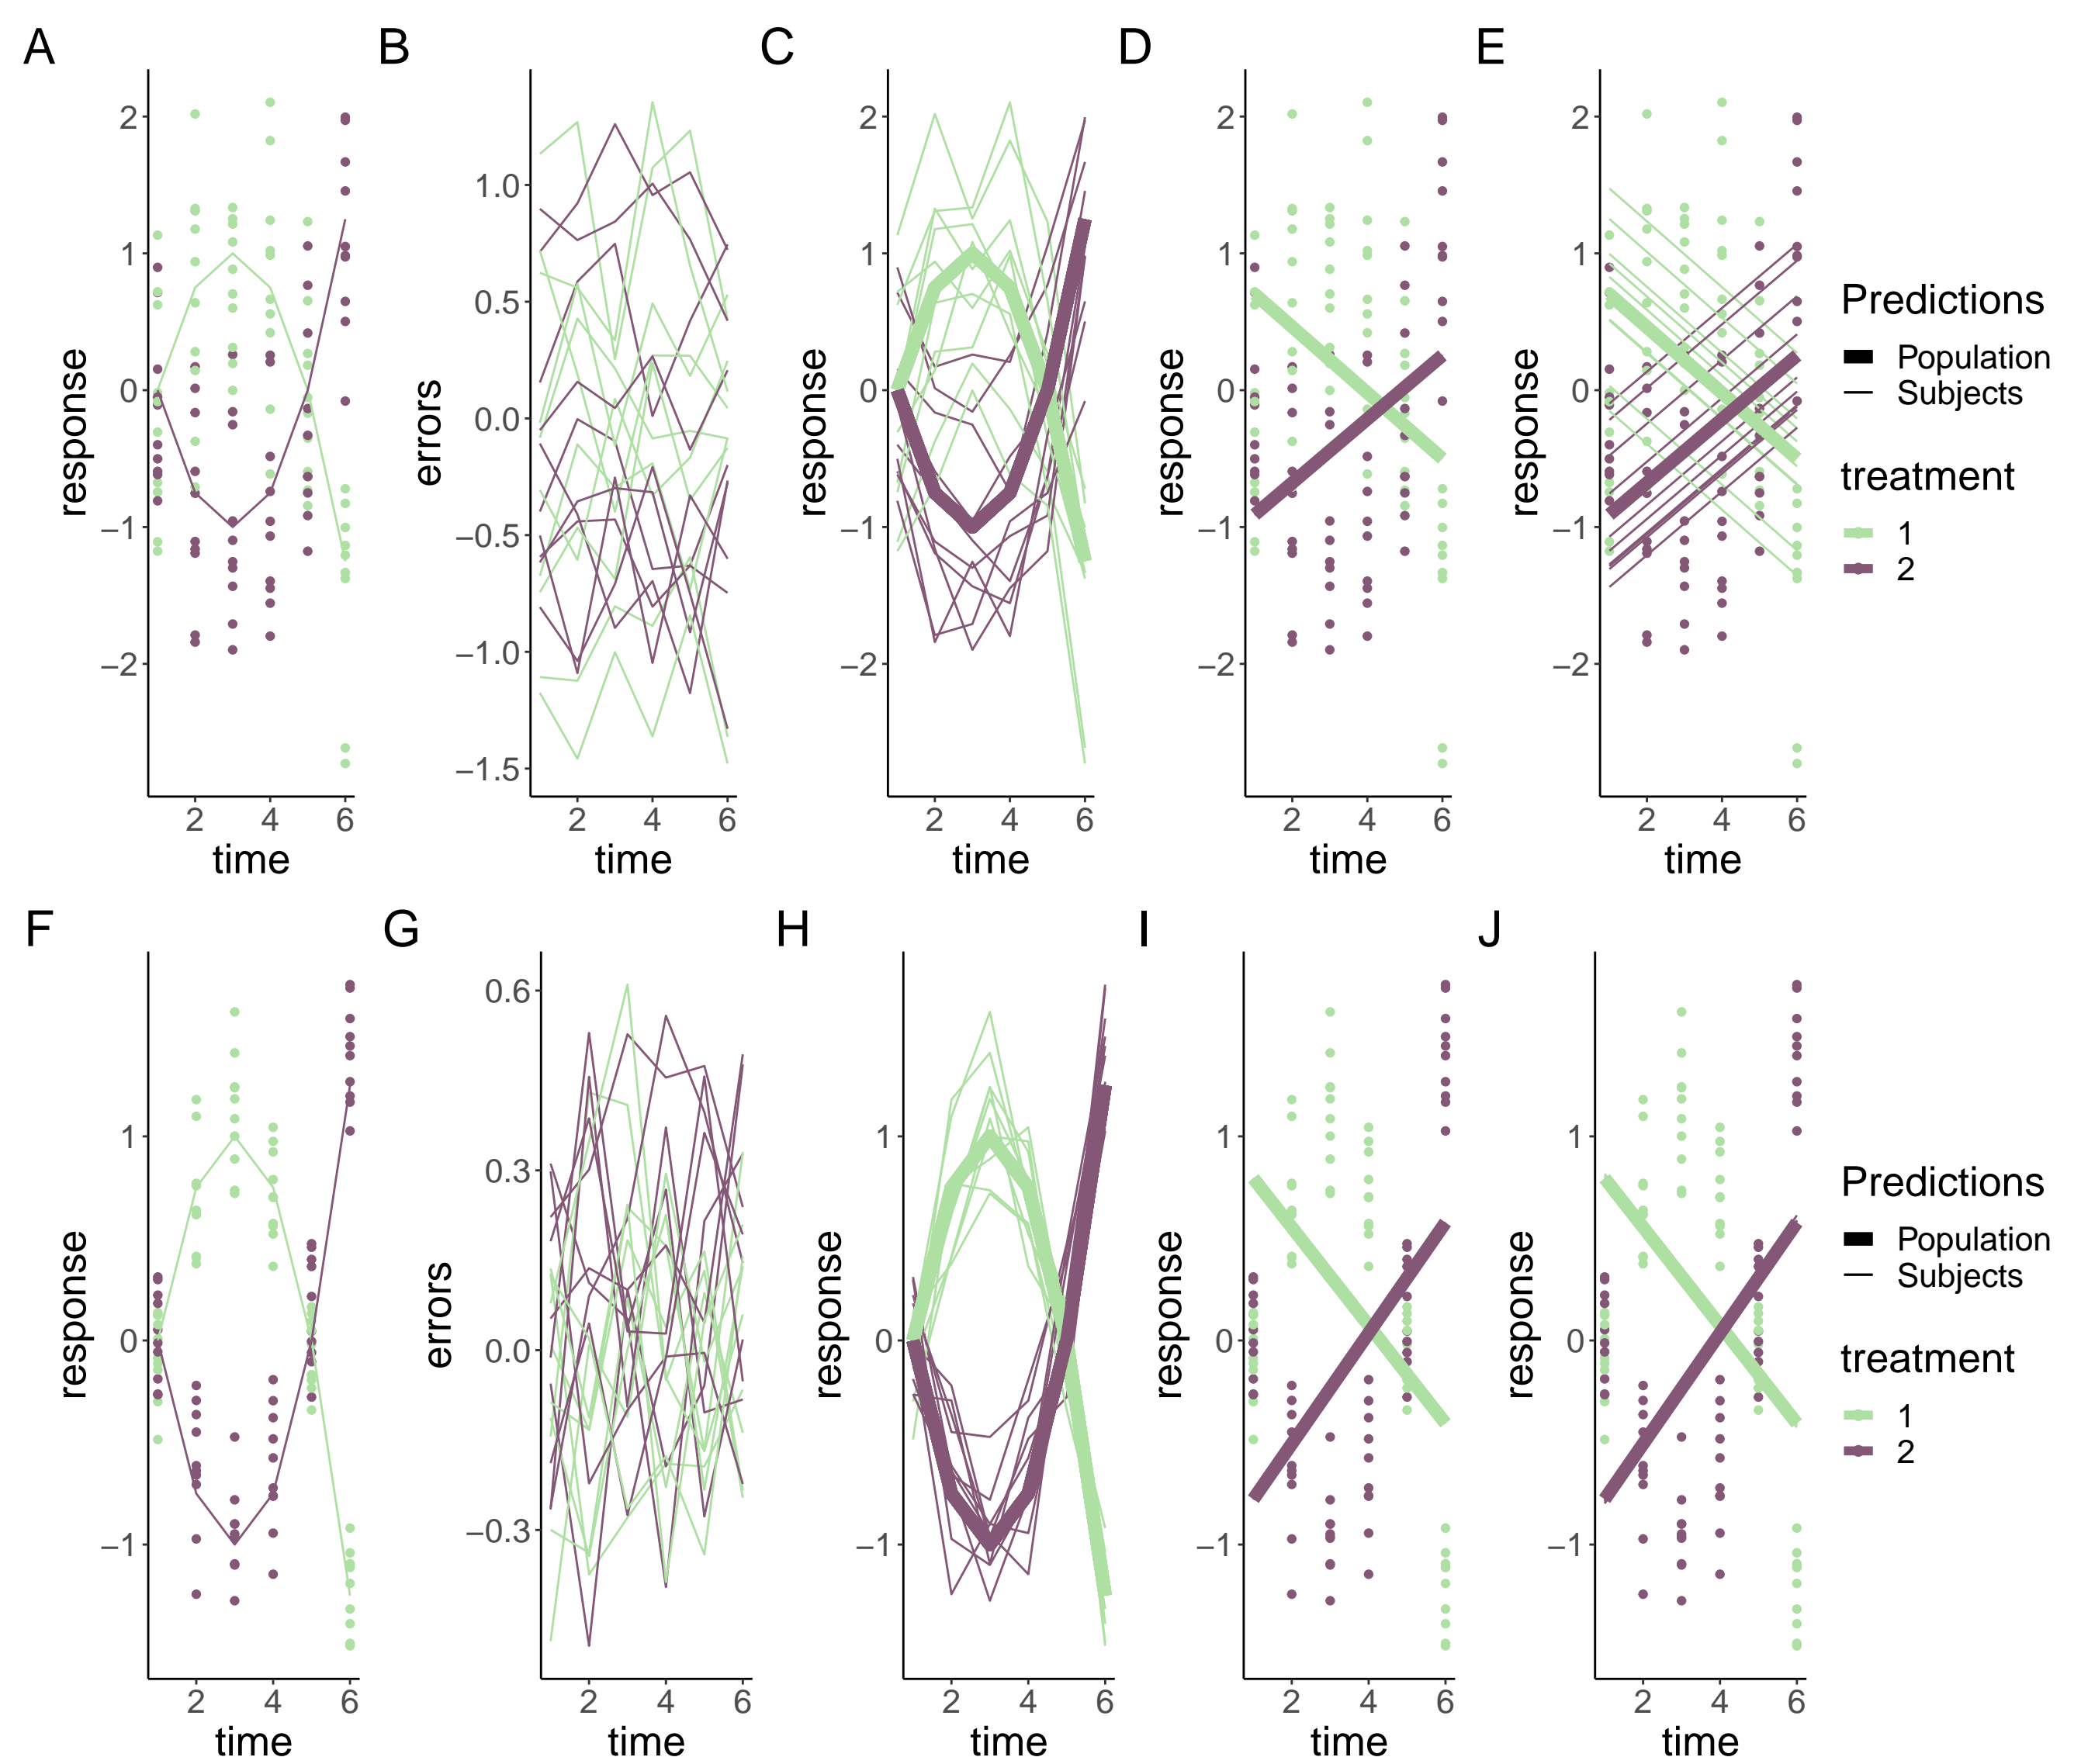 A
B
C
D
E
response
2
1
0
−1
−2
2
4
6
time
errors
1.0
0.5
0.0
−0.5
−1.0
−1.5
2
4
6
time
response
2
1
0
−1
−2
2
4
6
time
response
2
1
0
−1
−2
2
4
6
time
response
2
1
0
−1
−2
2
4
6
time
Predictions
Population
Subjects
treatment
1
2
F
G
H
I
J
response
1
0
−1
2
4
6
time
errors
0.6
0.3
0.0
−0.3
2
4
6
time
response
1
0
−1
2
4
6
time
response
1
0
−1
2
4
6
time
response
1
0
−1
2
4
6
time
Predictions
Population
Subjects
treatment
1
2